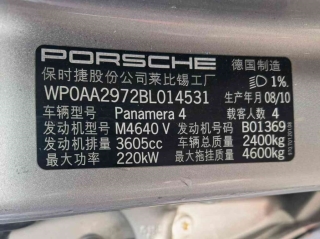 PORSCHE 德国制造
保时捷股份公司莱比锡工厂 1%
WP0AA2972BL014531 生产年月 08/10
车辆型号 Panamera 4 载客人数 4
发动机型号 M4640 V 发动机号码 B01369
发动机排量 3605cc 车辆总质量 2400kg
最大功率 220kW 最大拖挂质量 4600kg